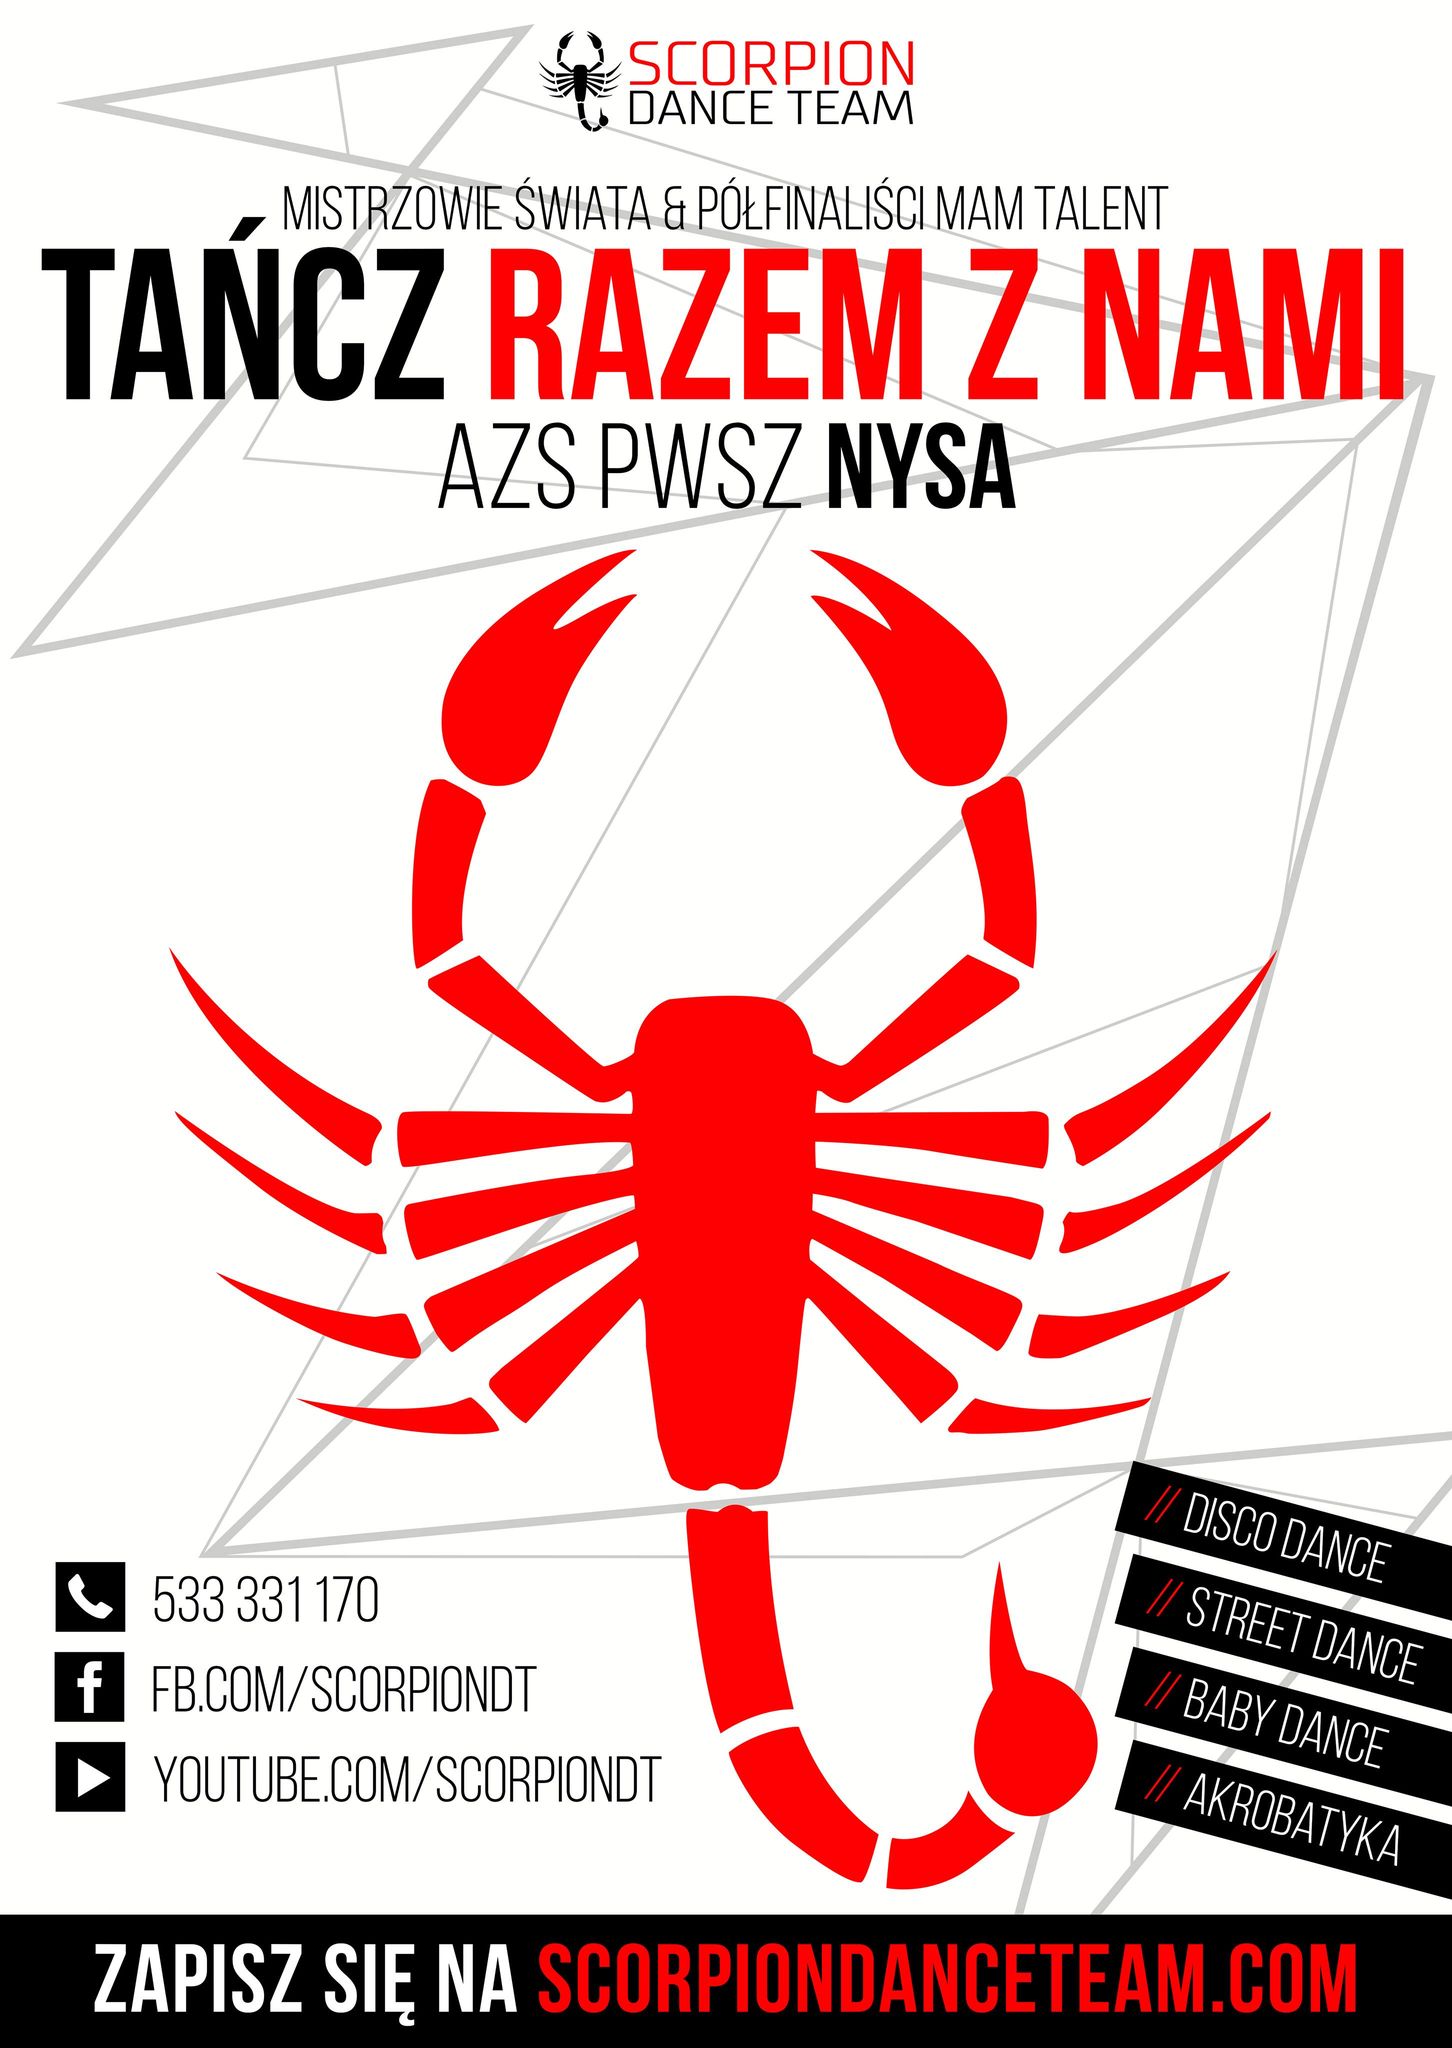 SCORPION
DANCE TEAM
MISTRZOWIE ŚWIATA & PÓŁFINALIŚCI MAM TALENT
TAŃCZ RAZEM Z NAMI
AZS PWSZ NYSA
// DISCO DANCE
// STREET DANCE
// BABY DANCE
// AKROBATYKA
533 331 170
FB.COM/SCORPIONDT
YOUTUBE.COM/SCORPIONDT
ZAPISZ SIĘ NA SCORPIONDANCETEAM.COM